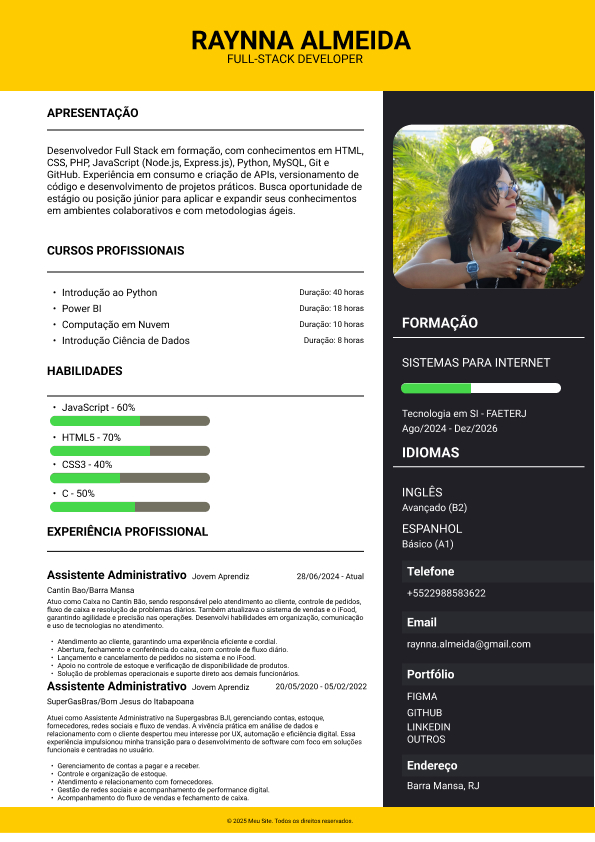 RAYNNA ALMEIDA
FULL-STACK DEVELOPER
APRESENTAÇÃO
Desenvolvedor Full Stack em formação, com conhecimentos em HTML,
CSS, PHP, JavaScript (Node.js, Express.js), Python, MySQL, Git e
GitHub. Experiência em consumo e criação de APIs, versionamento de
código e desenvolvimento de projetos práticos. Busca oportunidade de
estágio ou posição júnior para aplicar e expandir seus conhecimentos
em ambientes colaborativos e com metodologias ágeis.
CURSOS PROFISSIONAIS
• Introdução ao Python Duração: 40 horas
• Power BI Duração: 18 horas
• Computação em Nuvem Duração: 10 horas
• Introdução Ciência de Dados Duração: 8 horas
HABILIDADES
• JavaScript - 60%
• HTML5 - 70%
• CSS3 - 40%
• C - 50%
EXPERIÊNCIA PROFISSIONAL
Assistente Administrativo Jovem Aprendiz 28/06/2024 - Atual
Cantin Bao/Barra Mansa
Atuo como Caixa no Cantin Bão, sendo responsável pelo atendimento ao cliente, controle de pedidos,
fluxo de caixa e resolução de problemas diários. Também atualizava o sistema de vendas e o iFood,
garantindo agilidade e precisão nas operações. Desenvolvi habilidades em organização, comunicação
e uso de tecnologias no atendimento.
• Atendimento ao cliente, garantindo uma experiência eficiente e cordial.
• Abertura, fechamento e conferência do caixa, com controle de fluxo diário.
• Lançamento e cancelamento de pedidos no sistema e no iFood.
• Apoio no controle de estoque e verificação de disponibilidade de produtos.
• Solução de problemas operacionais e suporte direto aos demais funcionários.
Assistente Administrativo Jovem Aprendiz 20/05/2020 - 05/02/2022
SuperGasBras/Bom Jesus do Itabapoana
Atuei como Assistente Administrativo na Supergasbras BJI, gerenciando contas, estoque,
fornecedores, redes sociais e fluxo de vendas. A vivência prática em análise de dados e
relacionamento com o cliente despertou meu interesse por UX, automação e eficiência digital. Essa
experiência impulsionou minha transição para o desenvolvimento de software com foco em soluções
funcionais e centradas no usuário.
• Gerenciamento de contas a pagar e a receber.
• Controle e organização de estoque.
• Atendimento e relacionamento com fornecedores.
• Gestão de redes sociais e acompanhamento de performance digital.
• Acompanhamento do fluxo de vendas e fechamento de caixa.
FORMAÇÃO
SISTEMAS PARA INTERNET
Tecnologia em SI - FAETERJ
Ago/2024 - Dez/2026
IDIOMAS
INGLÊS
Avançado (B2)
ESPANHOL
Básico (A1)
Telefone
+5522988583622
Email
raynna.almeida@gmail.com
Portfólio
FIGMA
GITHUB
LINKEDIN
OUTROS
Endereço
Barra Mansa, RJ
© 2025 Meu Site. Todos os direitos reservados.